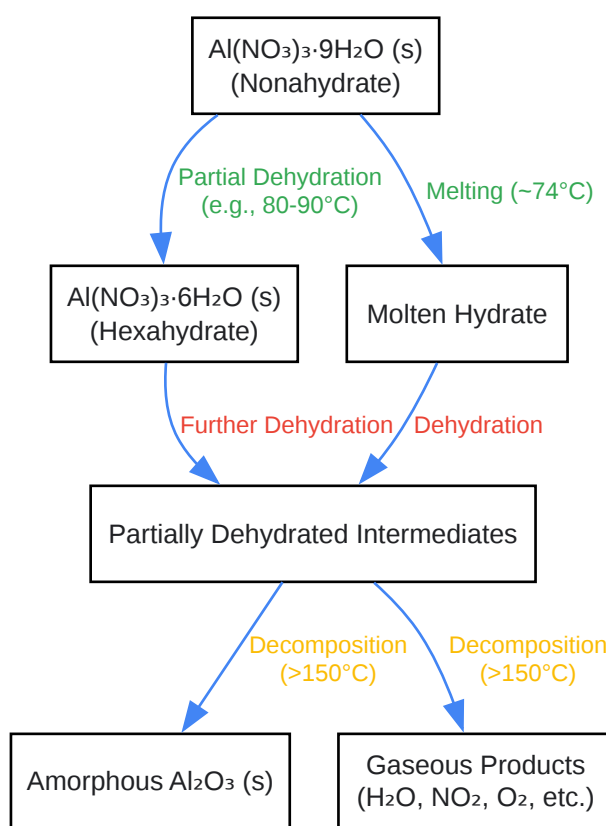 Al(NO₃)₃·9H₂O (s)
(Nonahydrate)
Partial Dehydration
(e.g., 80-90°C)
Melting (~74°C)
Al(NO₃)₃·6H₂O (s)
(Hexahydrate)
Molten Hydrate
Further Dehydration
Dehydration
Partially Dehydrated Intermediates
Decomposition
(>150°C)
Decomposition
(>150°C)
Amorphous Al₂O₃ (s)
Gaseous Products
(H₂O, NO₂, O₂, etc.)